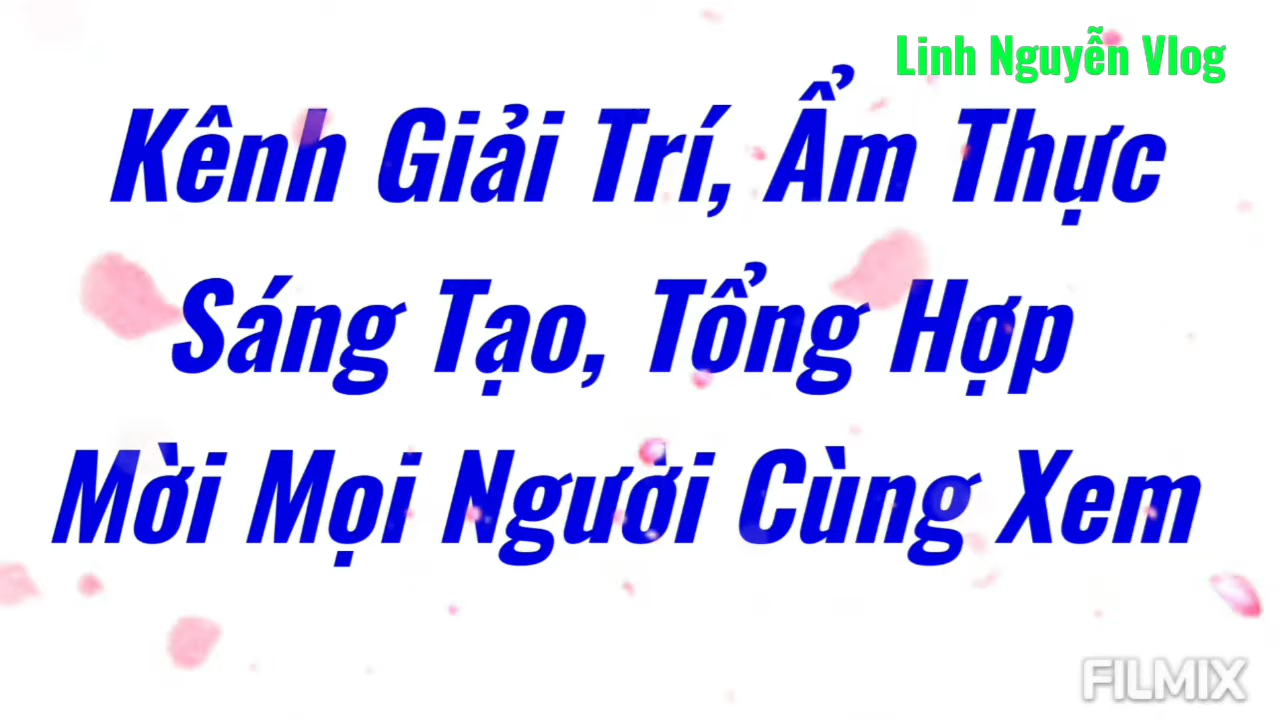 Linh Nguyễn Vlog
Kênh Giải Trí, Ẩm Thực
Sáng Tạo, Tổng Hợp
Mời Mọi Người Cùng Xem
FILMIX